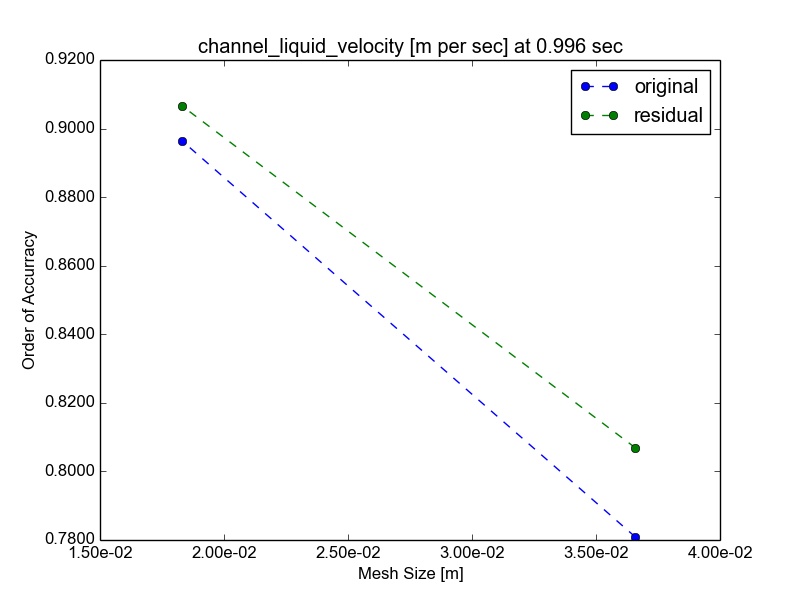 channel_liquid_velocity [m per sec] at 0.996 sec
original
residual
Order of Accurracy
0.9200
0.9000
0.8800
0.8600
0.8400
0.8200
0.8000
0.7800
1.50e-02 2.00e-02 2.50e-02 3.00e-02 3.50e-02 4.00e-02
Mesh Size [m]